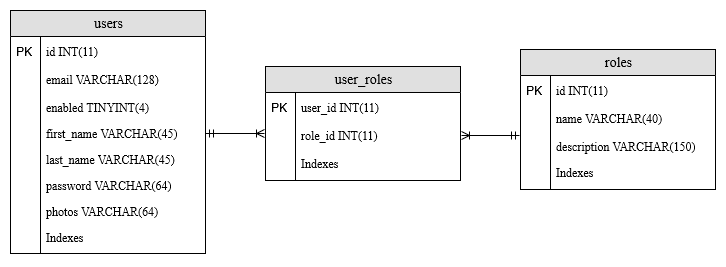 users
PK id INT(11)
email VARCHAR(128)
enabled TINYINT(4)
first_name VARCHAR(45)
last_name VARCHAR(45)
password VARCHAR(64)
photos VARCHAR(64)
Indexes
user_roles
PK user_id INT(11)
role_id INT(11)
Indexes
roles
PK id INT(11)
name VARCHAR(40)
description VARCHAR(150)
Indexes